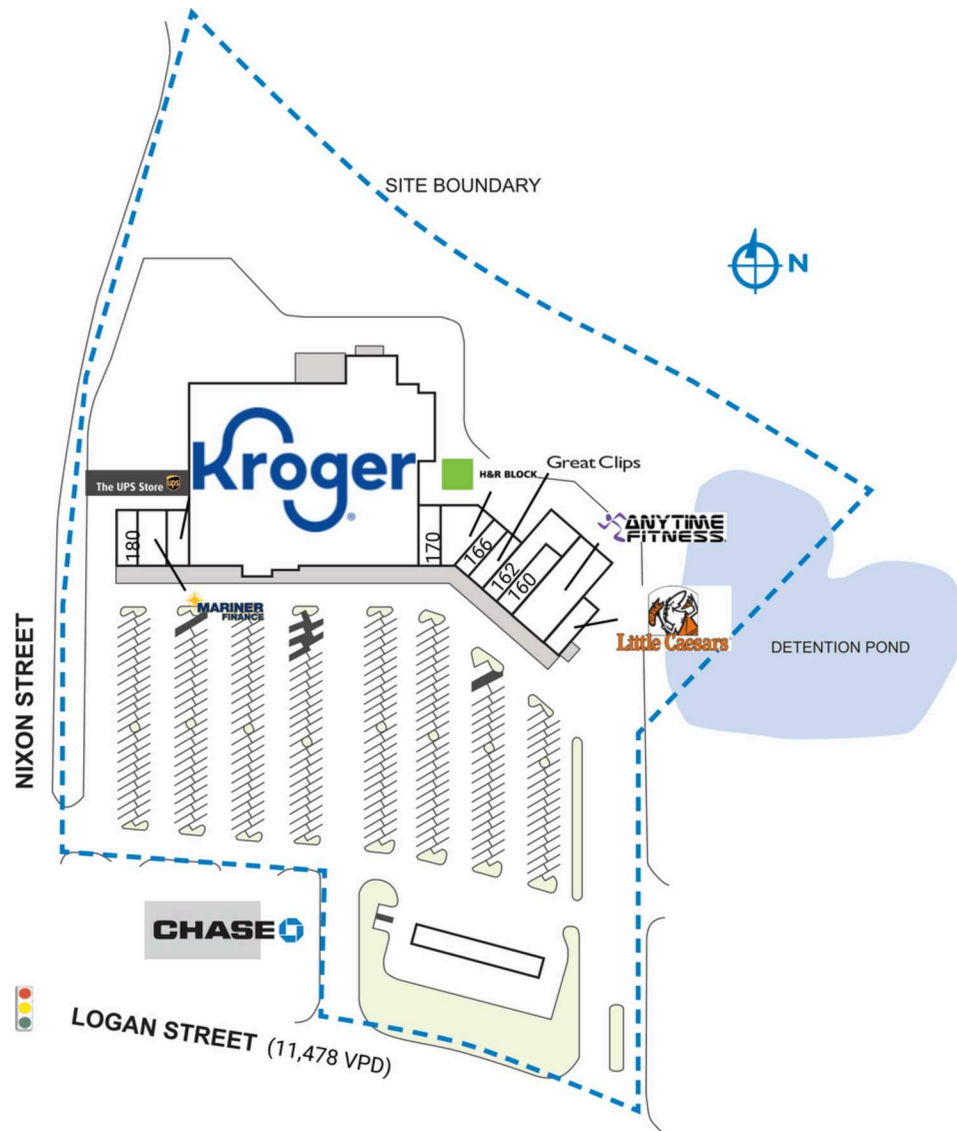 SITE BOUNDARY
N
Kroger
®
The UPS Store
ups
H&R BLOCK
Great Clips
ANYTIME
FITNESS
180
170
166
162
160
MARINER
FINANCE
Little Caesars
DETENTION POND
NIXON STREET
CHASE
LOGAN STREET (11,478 VPD)